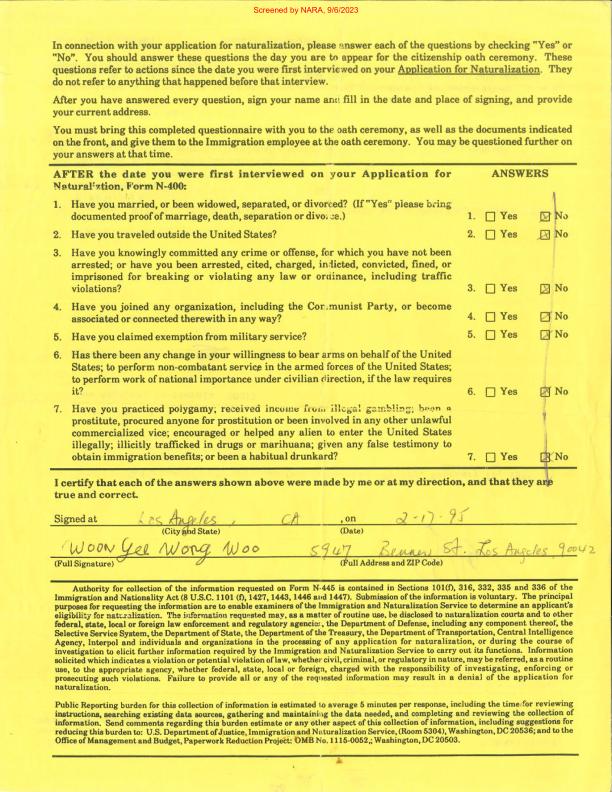 Screened by NARA, 9/6/2023
In connection with your application for naturalization, please answer each of the questions by checking "Yes" or
"No". You should answer these questions the day you are to appear for the citizenship oath ceremony. These
questions refer to actions since the date you were first interviewed on your Application for Naturalization. They
do not refer to anything that happened before that interview.
After you have answered every question, sign your name and fill in the date and place of signing, and provide
your current address.
You must bring this completed questionnaire with you to the oath ceremony, as well as the documents indicated
on the front, and give them to the Immigration employee at the oath ceremony. You may be questioned further on
your answers at that time.
AFTER the date you were first interviewed on your Application for
Naturalization, Form N-400:
ANSWERS
1. Have you married, or been widowed, separated, or divorced? (If "Yes" please bring
documented proof of marriage, death, separation or divorce.) 1. Yes No
2. Have you traveled outside the United States? 2. Yes No
3. Have you knowingly committed any crime or offense, for which you have not been
arrested; or have you been arrested, cited, charged, indicted, convicted, fined, or
imprisoned for breaking or violating any law or ordinance, including traffic
violations? 3. Yes No
4. Have you joined any organization, including the Communist Party, or become
associated or connected therewith in any way? 4. Yes No
5. Have you claimed exemption from military service? 5. Yes No
6. Has there been any change in your willingness to bear arms on behalf of the United
States; to perform non-combatant service in the armed forces of the United States;
to perform work of national importance under civilian direction, if the law requires
it? 6. Yes No
7. Have you practiced polygamy; received income from illegal gambling; been a
prostitute, procured anyone for prostitution or been involved in any other unlawful
commercialized vice; encouraged or helped any alien to enter the United States
illegally; illicitly trafficked in drugs or marihuana; given any false testimony to
obtain immigration benefits; or been a habitual drunkard? 7. Yes No
I certify that each of the answers shown above were made by me or at my direction, and that they are
true and correct.
Signed at Los Angeles, CA , on 2-17-95
(City and State) (Date)
Woon Yee Wong Woo 5947 St. Los Angeles 90042
(Full Signature) (Full Address and ZIP Code)
Authority for collection of the information requested on Form N-445 is contained in Sections 101(f), 316, 332, 335 and 336 of the
Immigration and Nationality Act (8 U.S.C. 1101 (f), 1427, 1443, 1446 and 1447). Submission of the information is voluntary. The principal
purposes for requesting the information are to enable examiners of the Immigration and Naturalization Service to determine an applicant's
eligibility for naturalization. The information requested may, as a matter of routine use, be disclosed to naturalization courts and to other
federal, state, local or foreign law enforcement and regulatory agencies, the Department of Defense, including any component thereof, the
Selective Service System, the Department of State, the Department of the Treasury, the Department of Transportation, Central Intelligence
Agency, Interpol and individuals and organizations in the processing of any application for naturalization, or during the course of
investigation to elicit further information required by the Immigration and Naturalization Service to carry out its functions. Information
solicited which indicates a violation or potential violation of law, whether civil, criminal, or regulatory in nature, may be referred, as a routine
use, to the appropriate agency, whether federal, state, local or foreign, charged with the responsibility of investigating, enforcing or
prosecuting such violations. Failure to provide all or any of the requested information may result in a denial of the application for
naturalization.
Public Reporting burden for this collection of information is estimated to average 5 minutes per response, including the time for reviewing
instructions, searching existing data sources, gathering and maintaining the data needed, and completing and reviewing the collection of
information. Send comments regarding this burden estimate or any other aspect of this collection of information, including suggestions for
reducing this burden to: U.S. Department of Justice, Immigration and Naturalization Service, (Room 5304), Washington, DC 20536; and to the
Office of Management and Budget, Paperwork Reduction Project: OMB No. 1115-0052,; Washington, DC 20503.